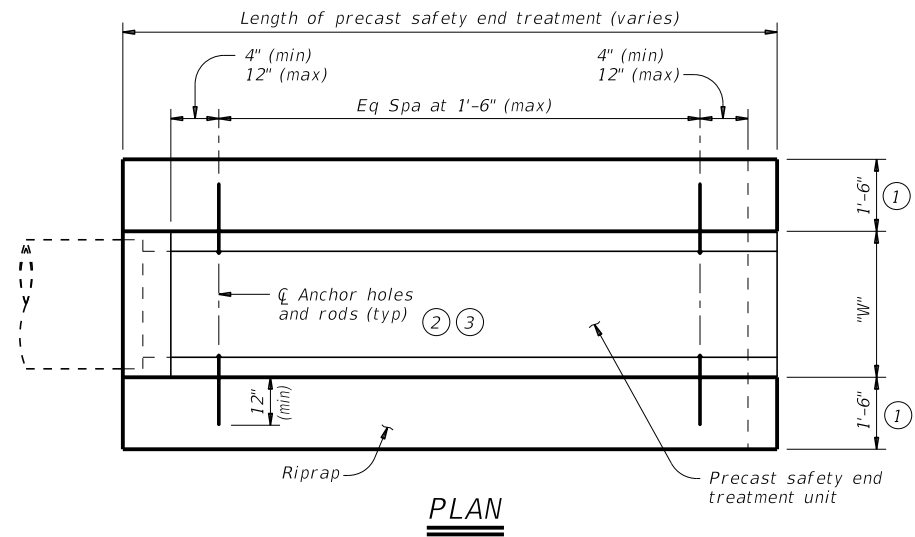 Length of precast safety end treatment (varies)
4" (min)
12" (max)
4" (min)
12" (max)
Eq Spa at 1'-6" (max)
1'-6"
1
"W"
℄ Anchor holes
and rods (typ)
2 3
12"
(min)
1'-6"
1
Riprap
Precast safety end
treatment unit
PLAN